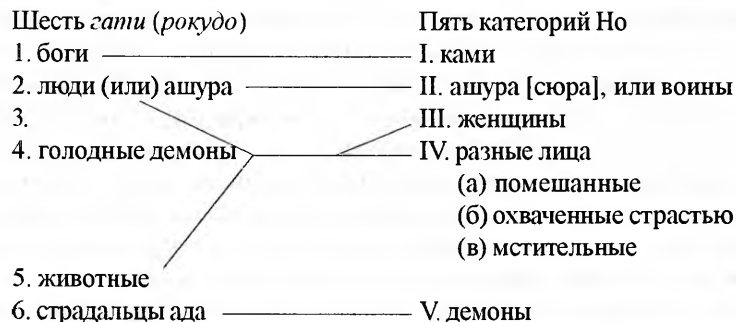 Шесть гати (рокудо) Пять категорий Но
1. боги I. ками
2. люди (или) ашура II. ашура [сюра], или воины
3. III. женщины
4. голодные демоны IV. разные лица
(а) помешанные
(б) охваченные страстью
(в) мстительные
5. животные
6. страдальцы ада V. демоны